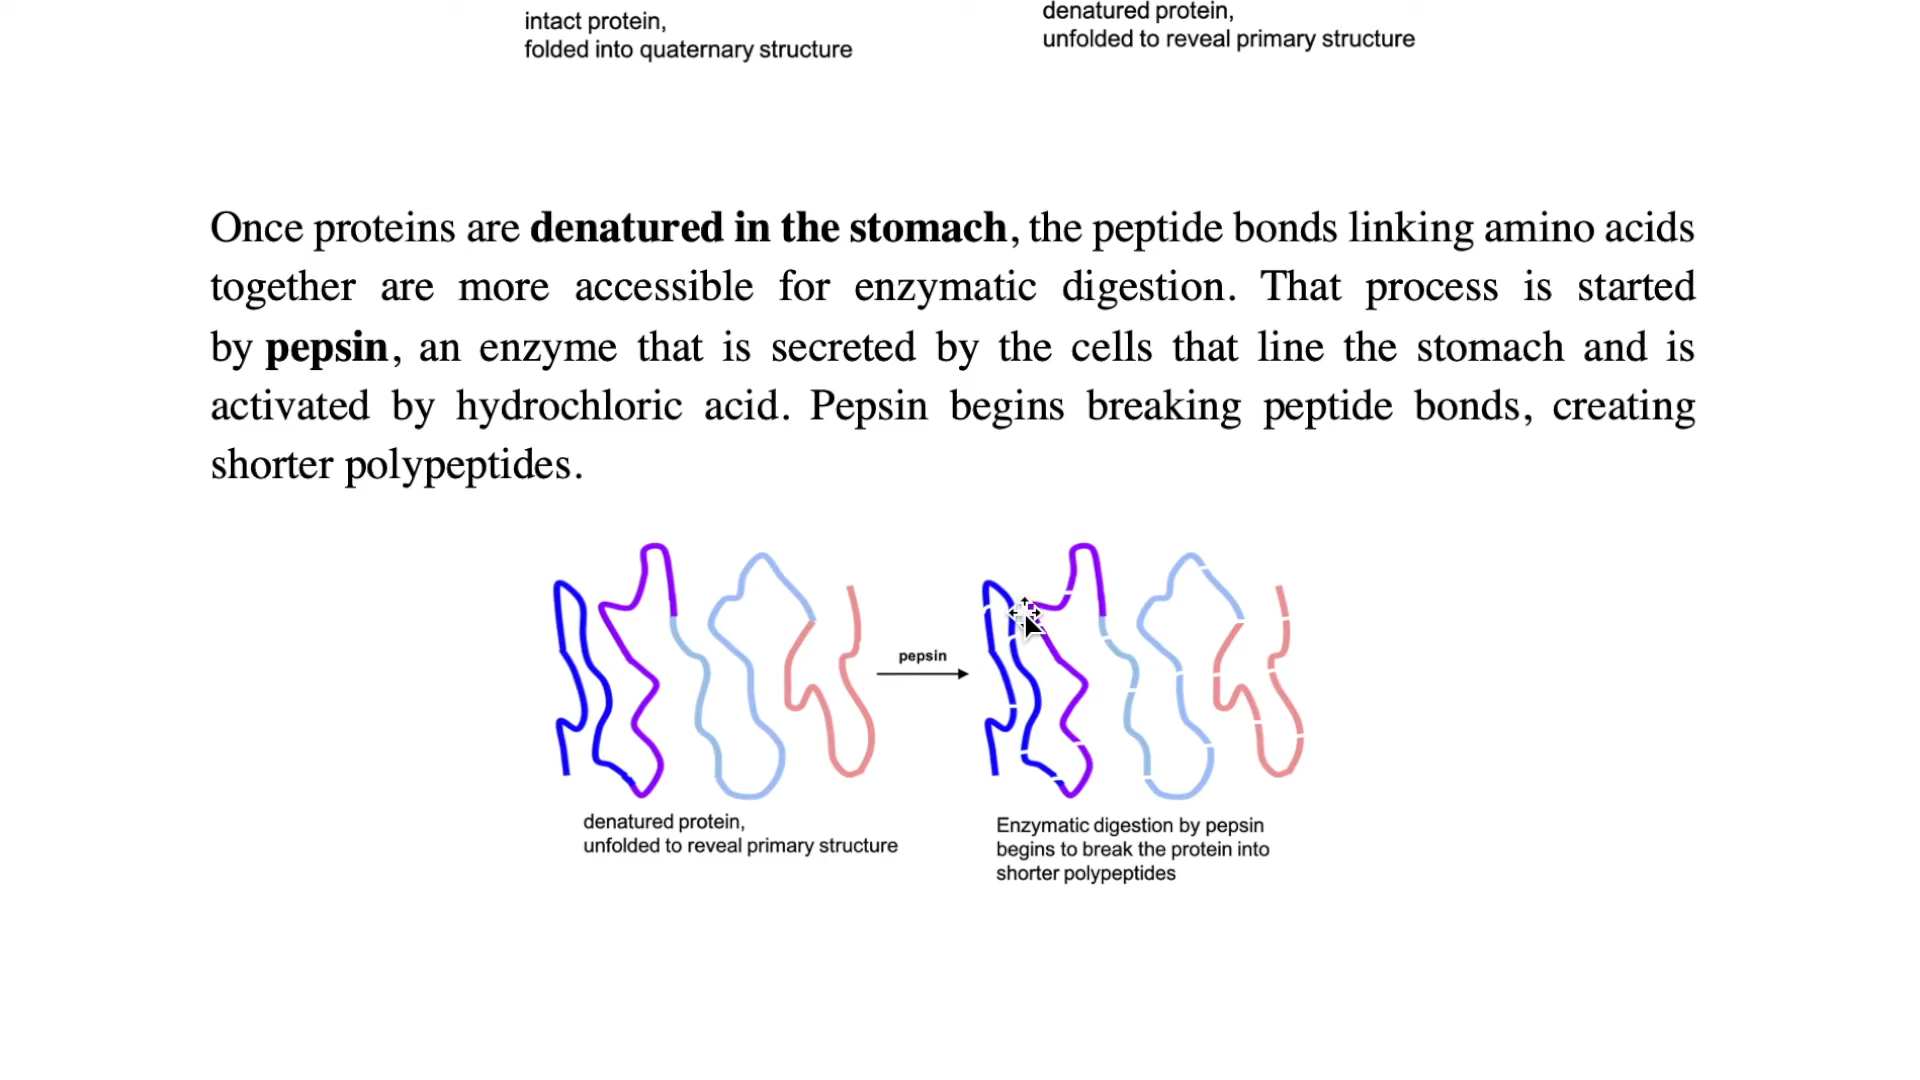 intact protein,
folded into quaternary structure
denatured protein,
unfolded to reveal primary structure
Once proteins are denatured in the stomach, the peptide bonds linking amino acids
together are more accessible for enzymatic digestion. That process is started
by pepsin, an enzyme that is secreted by the cells that line the stomach and is
activated by hydrochloric acid. Pepsin begins breaking peptide bonds, creating
shorter polypeptides.
pepsin
denatured protein,
unfolded to reveal primary structure
Enzymatic digestion by pepsin
begins to break the protein into
shorter polypeptides